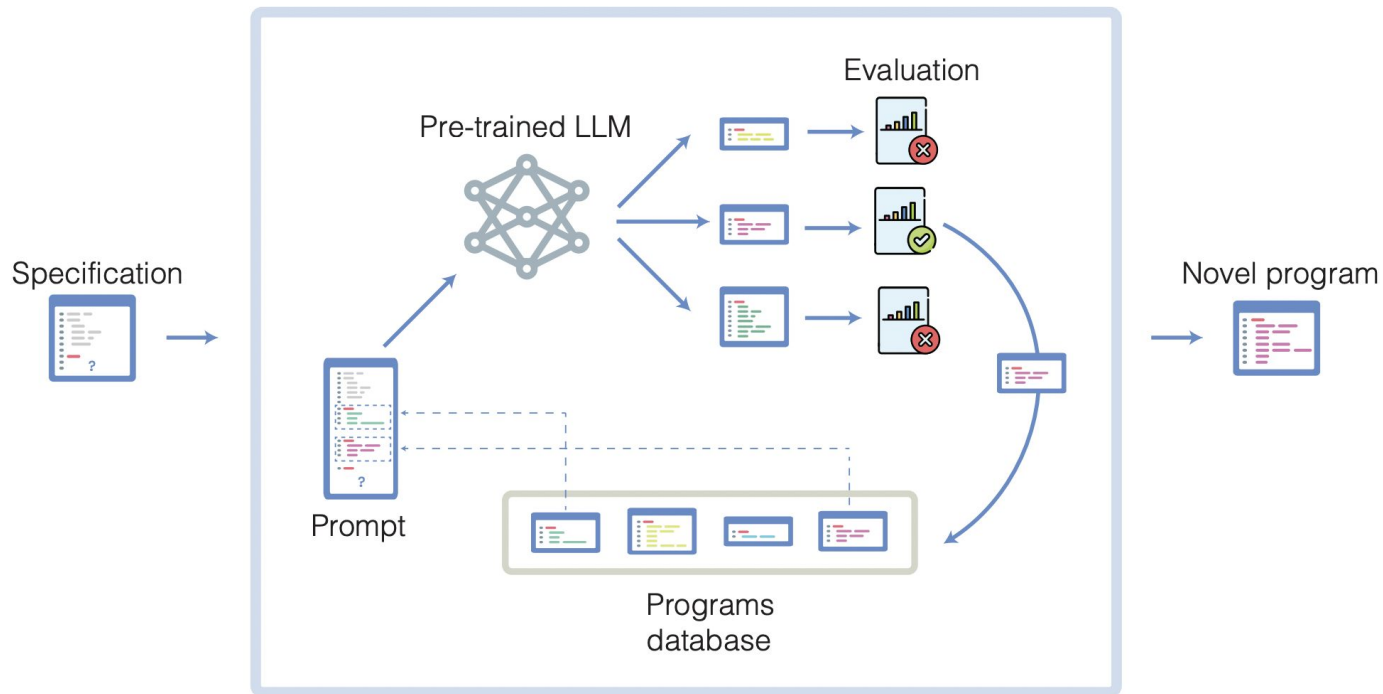 Evaluation
Pre-trained LLM
Specification
?
Novel program
?
Prompt
Programs
database